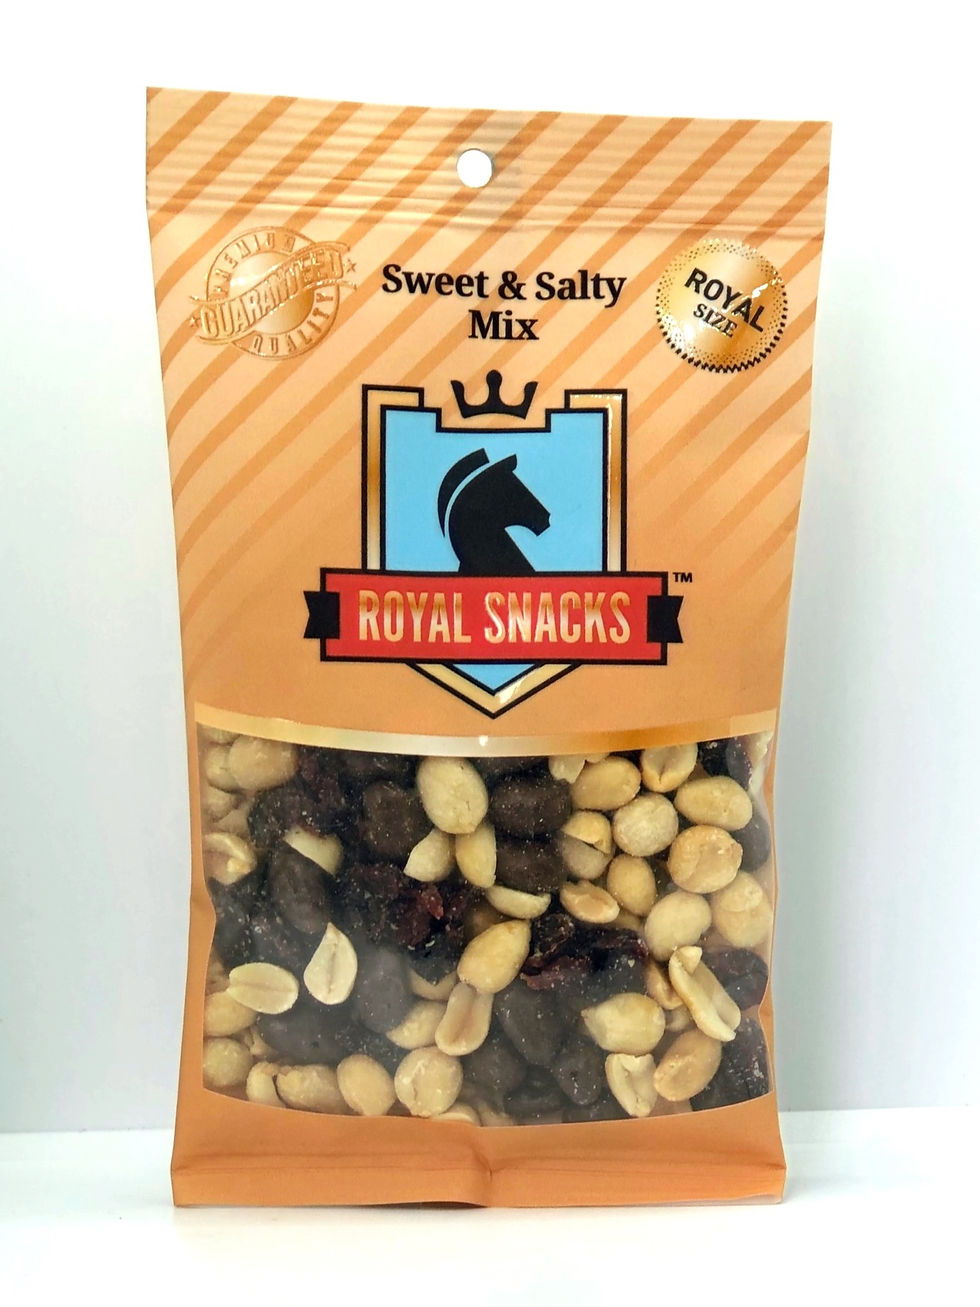 PREMIUM
GUARANTEED
QUALITY
Sweet & Salty
Mix
ROYAL
SIZE
ROYAL SNACKS
TM